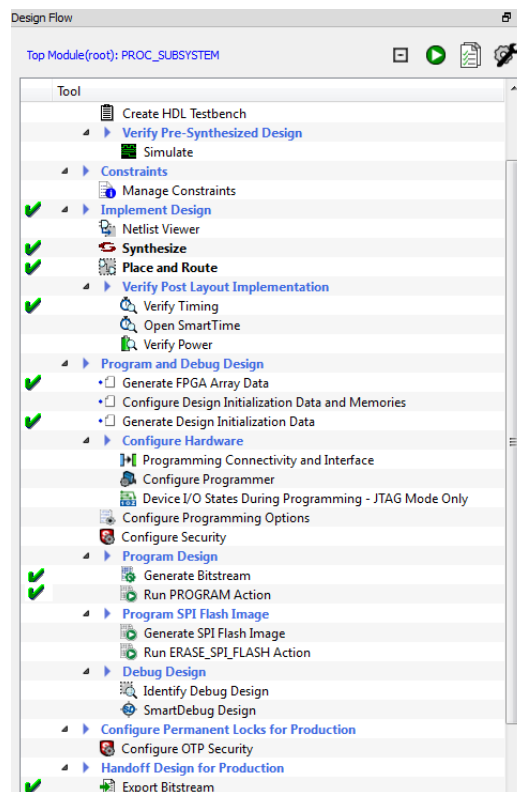 Design Flow
Top Module(root): PROC_SUBSYSTEM
Tool
Create HDL Testbench
Verify Pre-Synthesized Design
Simulate
Constraints
Manage Constraints
Implement Design
Netlist Viewer
Synthesize
Place and Route
Verify Post Layout Implementation
Verify Timing
Open SmartTime
Verify Power
Program and Debug Design
Generate FPGA Array Data
Configure Design Initialization Data and Memories
Generate Design Initialization Data
Configure Hardware
Programming Connectivity and Interface
Configure Programmer
Device I/O States During Programming - JTAG Mode Only
Configure Programming Options
Configure Security
Program Design
Generate Bitstream
Run PROGRAM Action
Program SPI Flash Image
Generate SPI Flash Image
Run ERASE_SPI_FLASH Action
Debug Design
Identify Debug Design
SmartDebug Design
Configure Permanent Locks for Production
Configure OTP Security
Handoff Design for Production
Export Bitstream